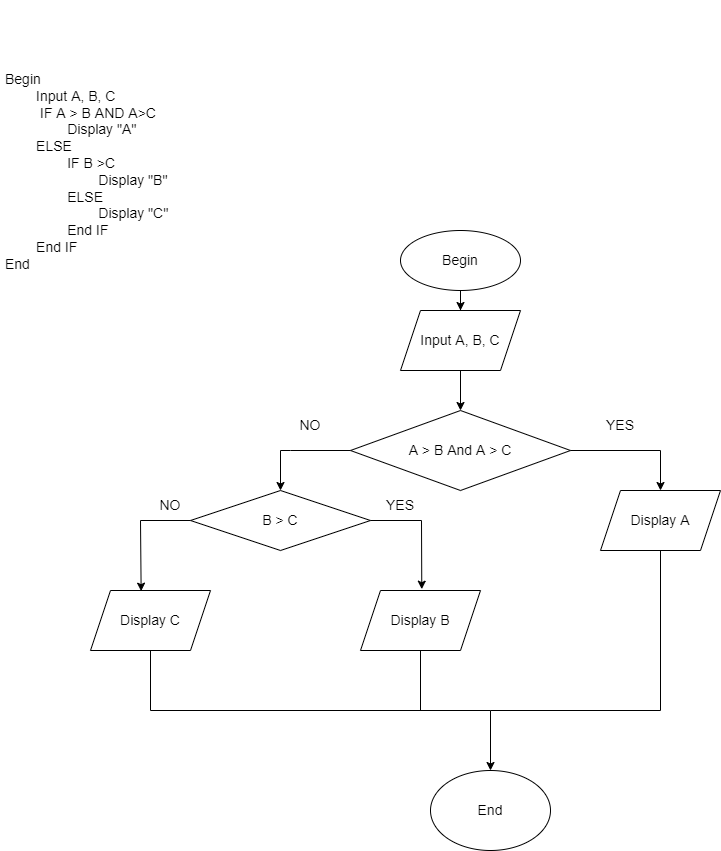 Begin
Input A, B, C
IF A > B AND A>C
Display "A"
ELSE
IF B >C
Display "B"
ELSE
Display "C"
End IF
End IF
End
Begin
Input A, B, C
NO
YES
A > B And A > C
NO
YES
B > C
Display A
Display C
Display B
End